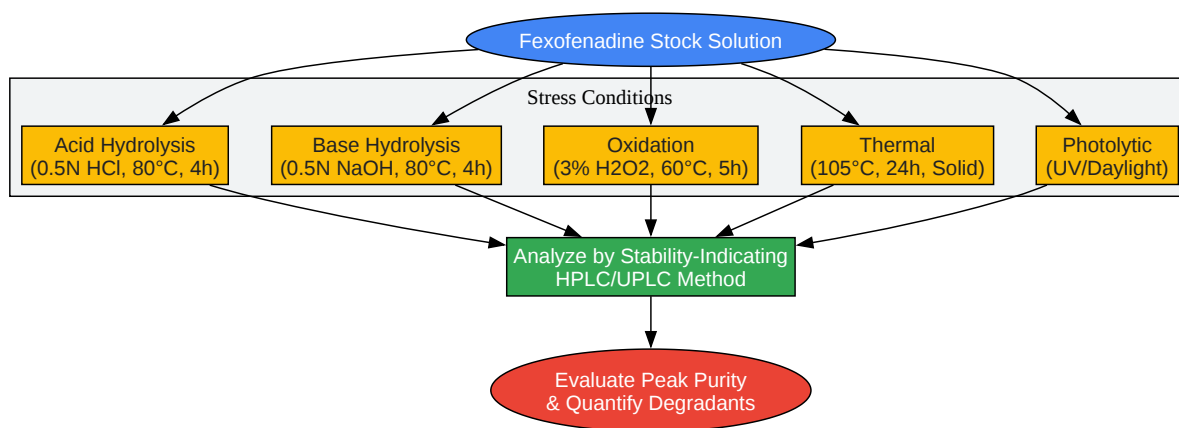 Fexofenadine Stock Solution
Stress Conditions
Acid Hydrolysis
(0.5N HCl, 80°C, 4h)
Base Hydrolysis
(0.5N NaOH, 80°C, 4h)
Oxidation
(3% H2O2, 60°C, 5h)
Thermal
(105°C, 24h, Solid)
Photolytic
(UV/Daylight)
Analyze by Stability-Indicating
HPLC/UPLC Method
Evaluate Peak Purity
& Quantify Degradants